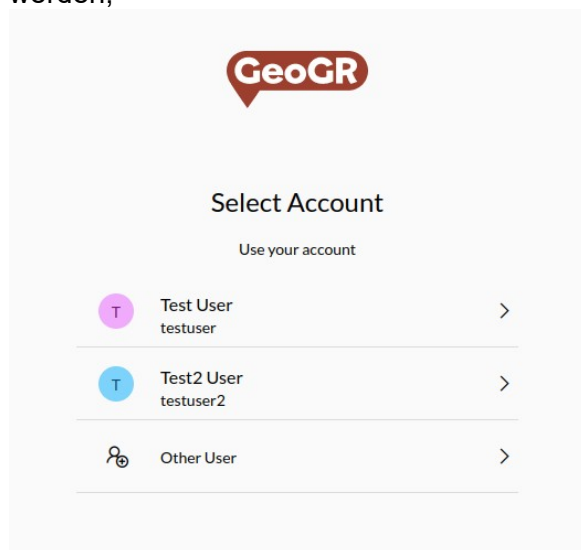 GeoGR
Select Account
Use your account
T
Test User
testuser
T
Test2 User
testuser2
Other User